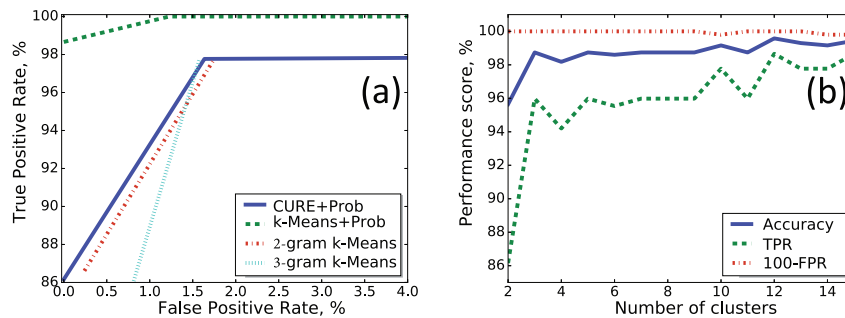 100
98
96
94
92
90
88
86
0.0 0.5 1.0 1.5 2.0 2.5 3.0 3.5 4.0
False Positive Rate, %
True Positive Rate, %
(a)
CURE+Prob
k-Means+Prob
2-gram k-Means
3-gram k-Means
100
98
96
94
92
90
88
86
2 4 6 8 10 12 14
Number of clusters
Performance score, %
(b)
Accuracy
TPR
100-FPR